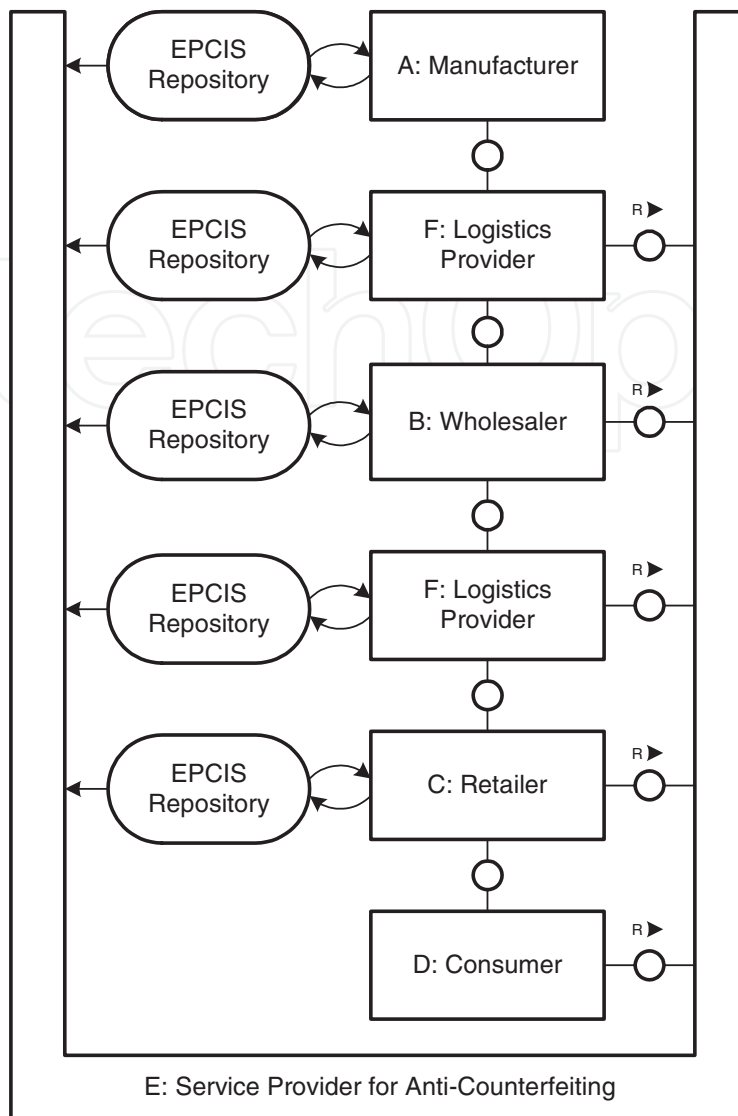 EPCIS
Repository
A: Manufacturer
EPCIS
Repository
F: Logistics
Provider
R
EPCIS
Repository
B: Wholesaler
R
EPCIS
Repository
F: Logistics
Provider
R
EPCIS
Repository
C: Retailer
R
D: Consumer
R
E: Service Provider for Anti-Counterfeiting